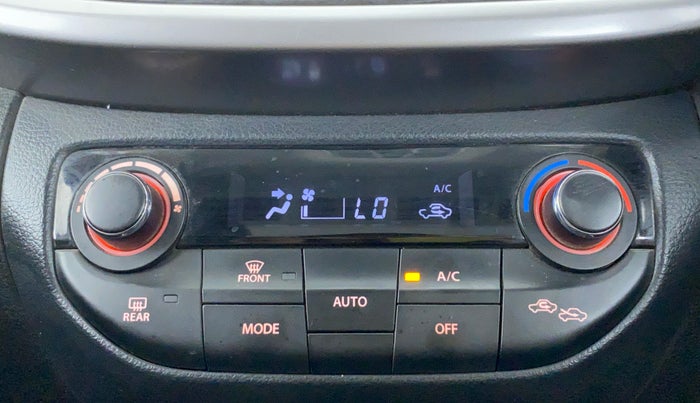 A/C
LO
FRONT
A/C
REAR
AUTO
MODE
OFF